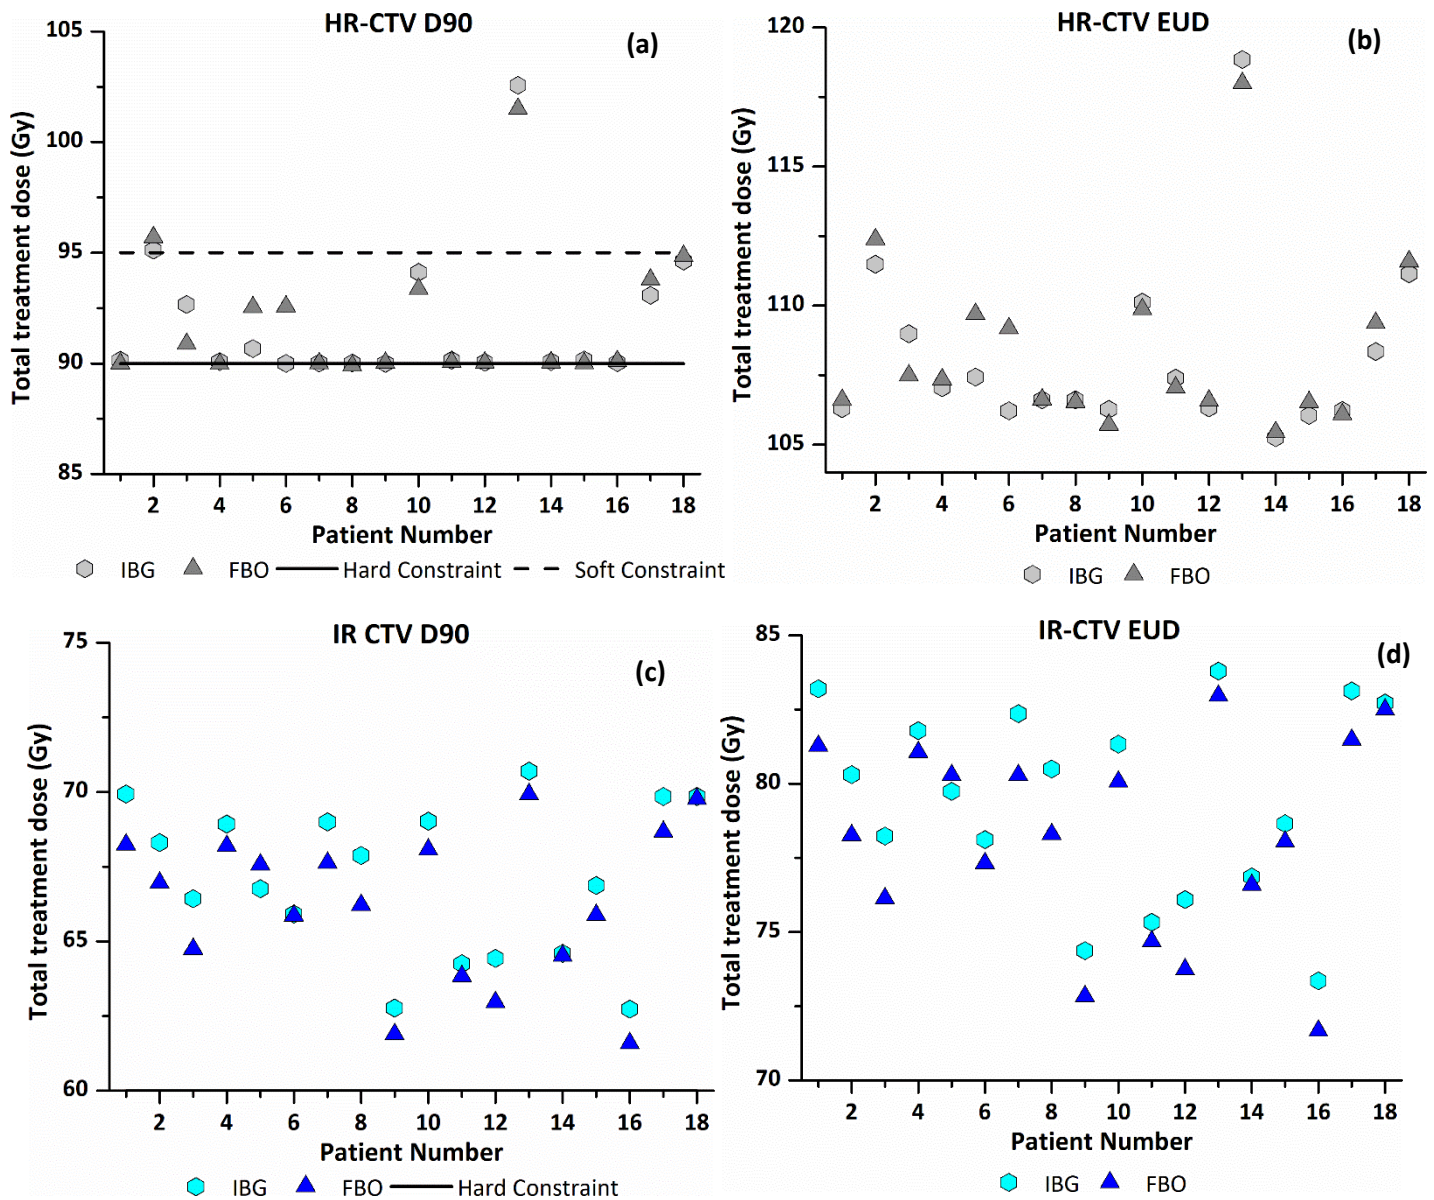 HR-CTV D90
(a)
105
100
95
90
85
Total treatment dose (Gy)
2 4 6 8 10 12 14 16 18
Patient Number
IBG FBO Hard Constraint Soft Constraint
HR-CTV EUD
(b)
120
115
110
105
Total treatment dose (Gy)
2 4 6 8 10 12 14 16 18
Patient Number
IBG FBO
IR CTV D90
(c)
75
70
65
60
Total treatment dose (Gy)
2 4 6 8 10 12 14 16 18
Patient Number
IBG FBO Hard Constraint
IR-CTV EUD
(d)
85
80
75
70
Total treatment dose (Gy)
2 4 6 8 10 12 14 16 18
Patient Number
IBG FBO